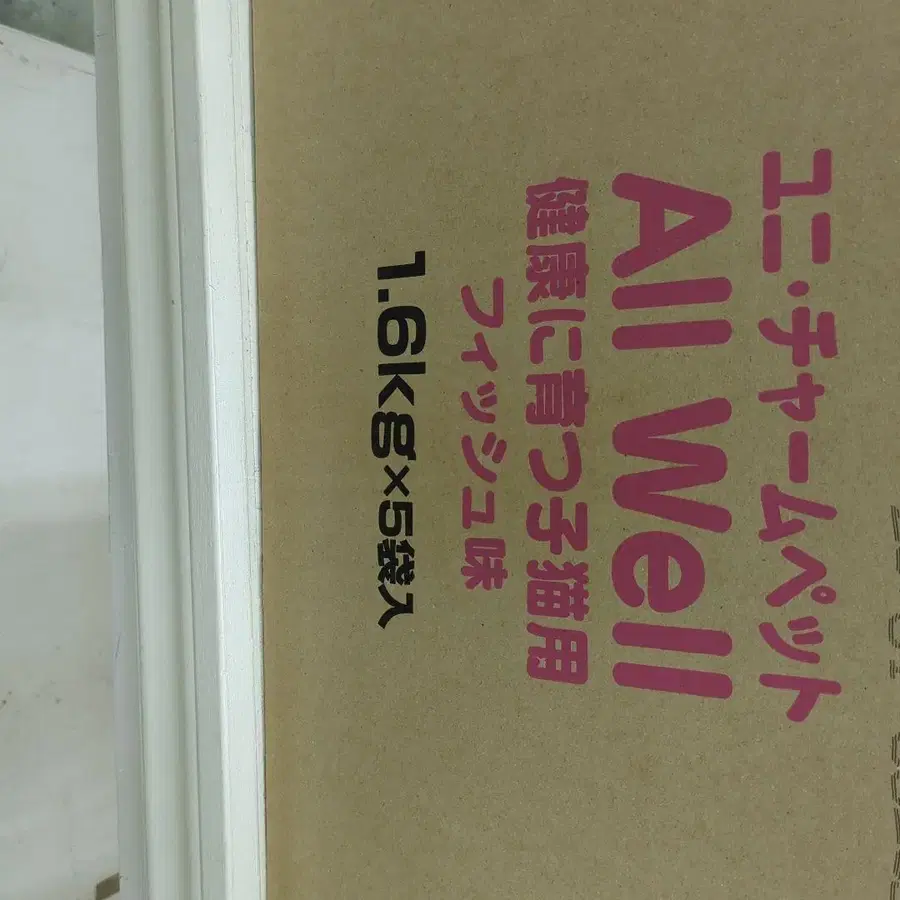 ユニ・チャームペット
All Well
健康に育つ子猫用
フィッシュ味
1.6kg×5袋入